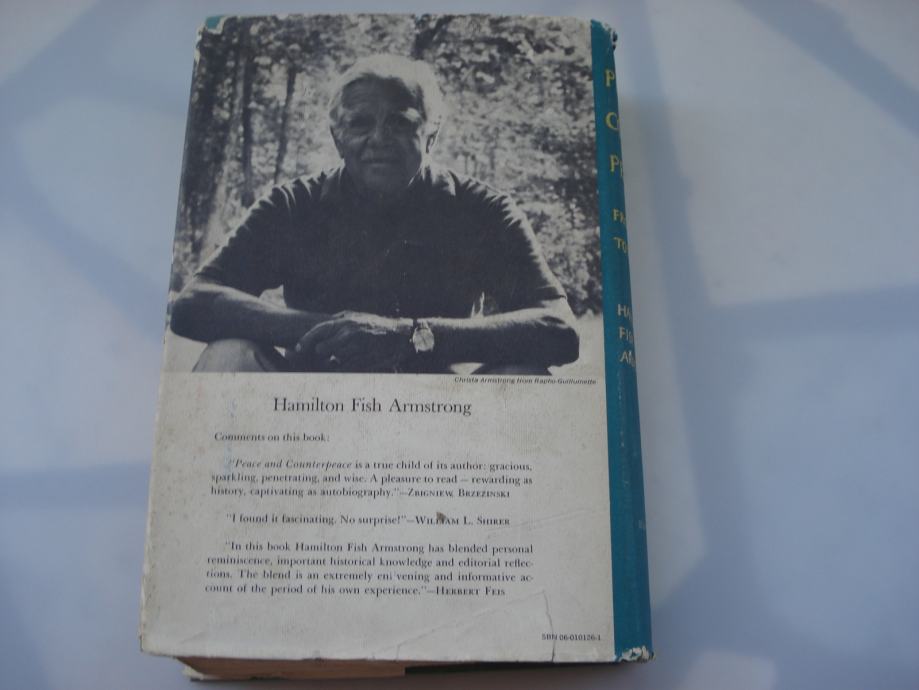 Christa Armstrong from Rapho-Guillumette
Hamilton Fish Armstrong
Comments on this book:
"Peace and Counterpeace is a true child of its author: gracious,
sparkling, penetrating, and wise. A pleasure to read — rewarding as
history, captivating as autobiography."—ZBIGNIEW BRZEZINSKI
"I found it fascinating. No surprise!"—WILLIAM L. SHIRER
"In this book Hamilton Fish Armstrong has blended personal
reminiscence, important historical knowledge and editorial reflec-
tions. The blend is an extremely enlivening and informative ac-
count of the period of his own experience."—HERBERT FEIS
SBN 06-010126-1
TO